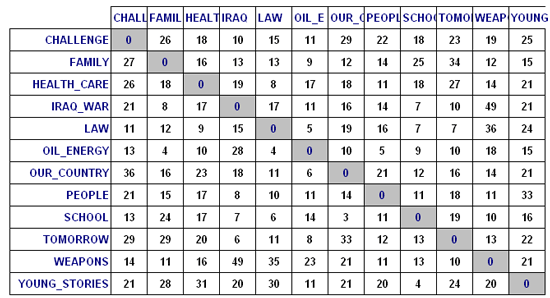 CHALL FAMIL HEALT IRAQ LAW OIL_E OUR_C PEOPL SCHOO TOMO WEAP YOUNG
CHALLENGE 0 26 18 10 15 11 29 22 18 23 19 25
FAMILY 27 0 16 13 13 9 12 14 25 34 12 15
HEALTH_CARE 26 18 0 19 8 17 18 11 18 27 14 21
IRAQ_WAR 21 8 17 0 17 11 16 14 7 10 49 21
LAW 11 12 9 15 0 5 19 16 7 7 36 24
OIL_ENERGY 13 4 10 28 4 0 10 5 9 10 18 15
OUR_COUNTRY 36 16 23 18 11 6 0 21 12 16 14 21
PEOPLE 21 15 17 8 10 11 14 0 11 18 11 33
SCHOOL 13 24 17 7 6 14 3 11 0 19 10 16
TOMORROW 29 29 20 6 11 8 33 12 13 0 13 22
WEAPONS 14 11 16 49 35 23 21 11 13 10 0 21
YOUNG_STORIES 21 28 31 20 30 11 21 20 4 24 20 0